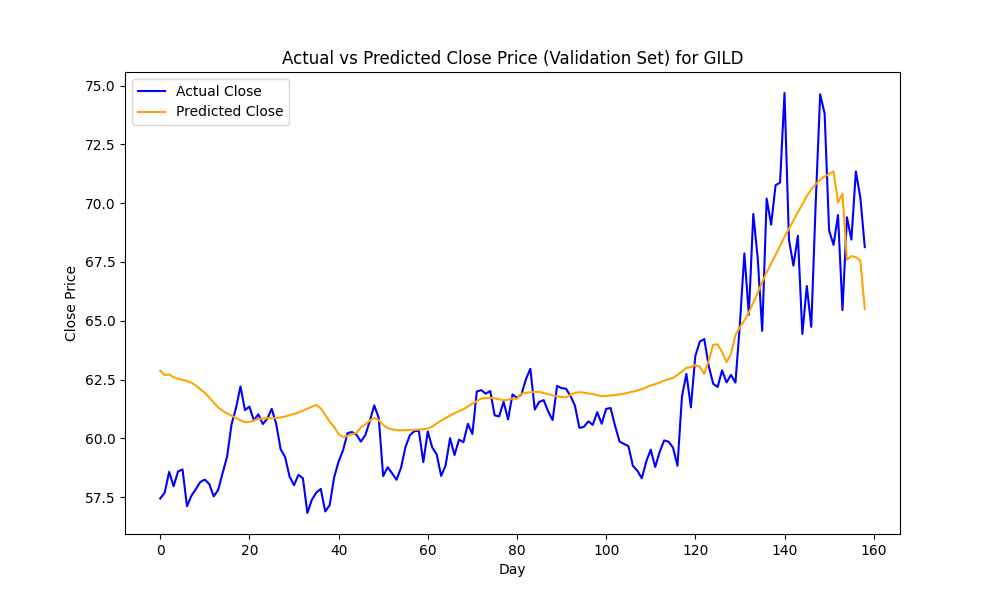 Actual vs Predicted Close Price (Validation Set) for GILD
Actual Close
Predicted Close
75.0
72.5
70.0
67.5
65.0
62.5
60.0
57.5
Close Price
0 20 40 60 80 100 120 140 160
Day